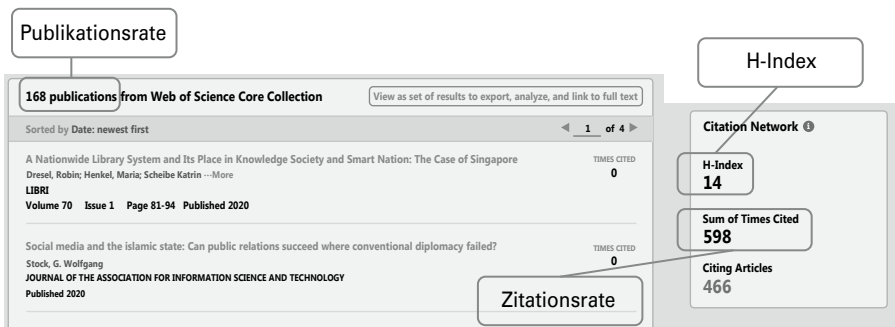 Publikationsrate
H-Index
168 publications from Web of Science Core Collection
View as set of results to export, analyze, and link to full text
Sorted by Date: newest first
◄ 1 of 4 ►
A Nationwide Library System and Its Place in Knowledge Society and Smart Nation: The Case of Singapore
TIMES CITED
0
Dresel, Robin; Henkel, Maria; Scheibe Katrin ···More
LIBRI
Volume 70 Issue 1 Page 81-94 Published 2020
Social media and the islamic state: Can public relations succeed where conventional diplomacy failed?
TIMES CITED
0
Stock, G. Wolfgang
JOURNAL OF THE ASSOCIATION FOR INFORMATION SCIENCE AND TECHNOLOGY
Published 2020
Zitationsrate
Citation Network i
H-Index
14
Sum of Times Cited
598
Citing Articles
466